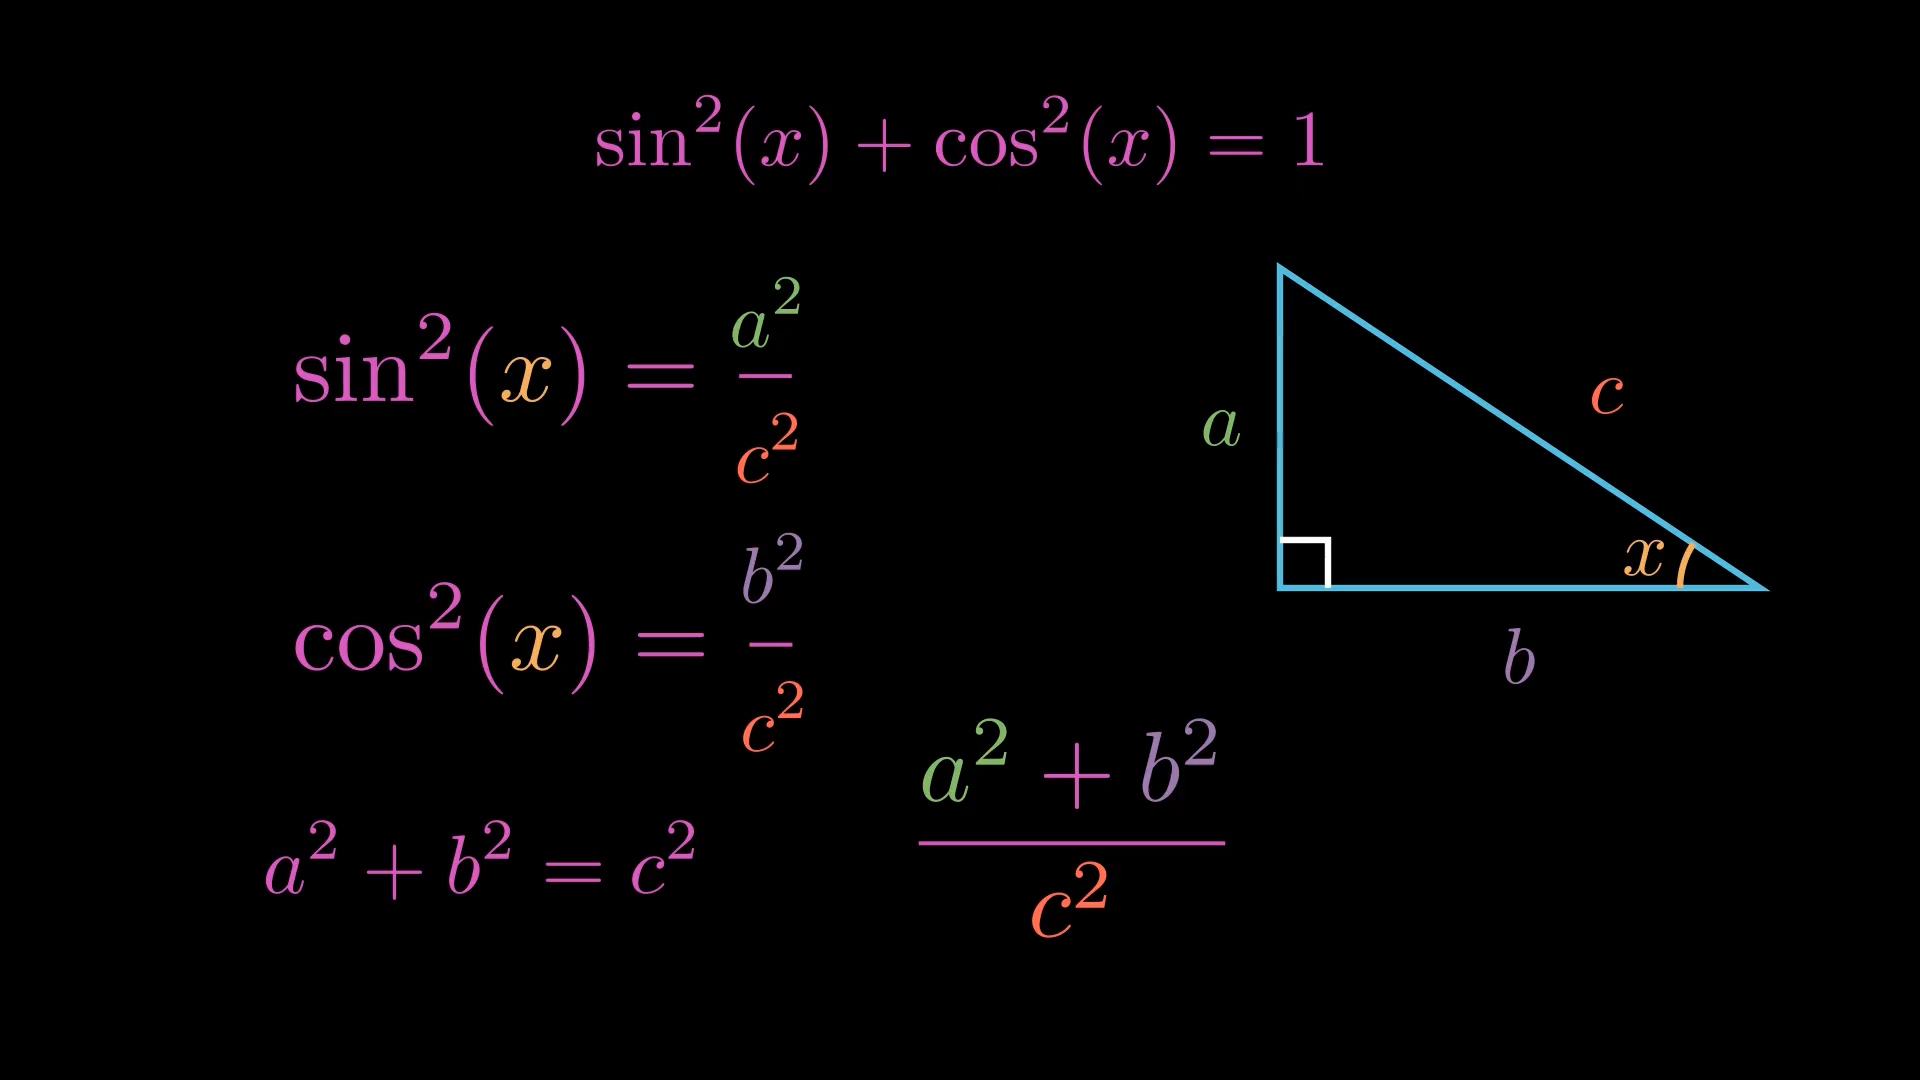 sin²(x) + cos²(x) = 1
sin²(x) = a²/c²
cos²(x) = b²/c²
a² + b² = c²
(a² + b²)/c²
a
c
x
b